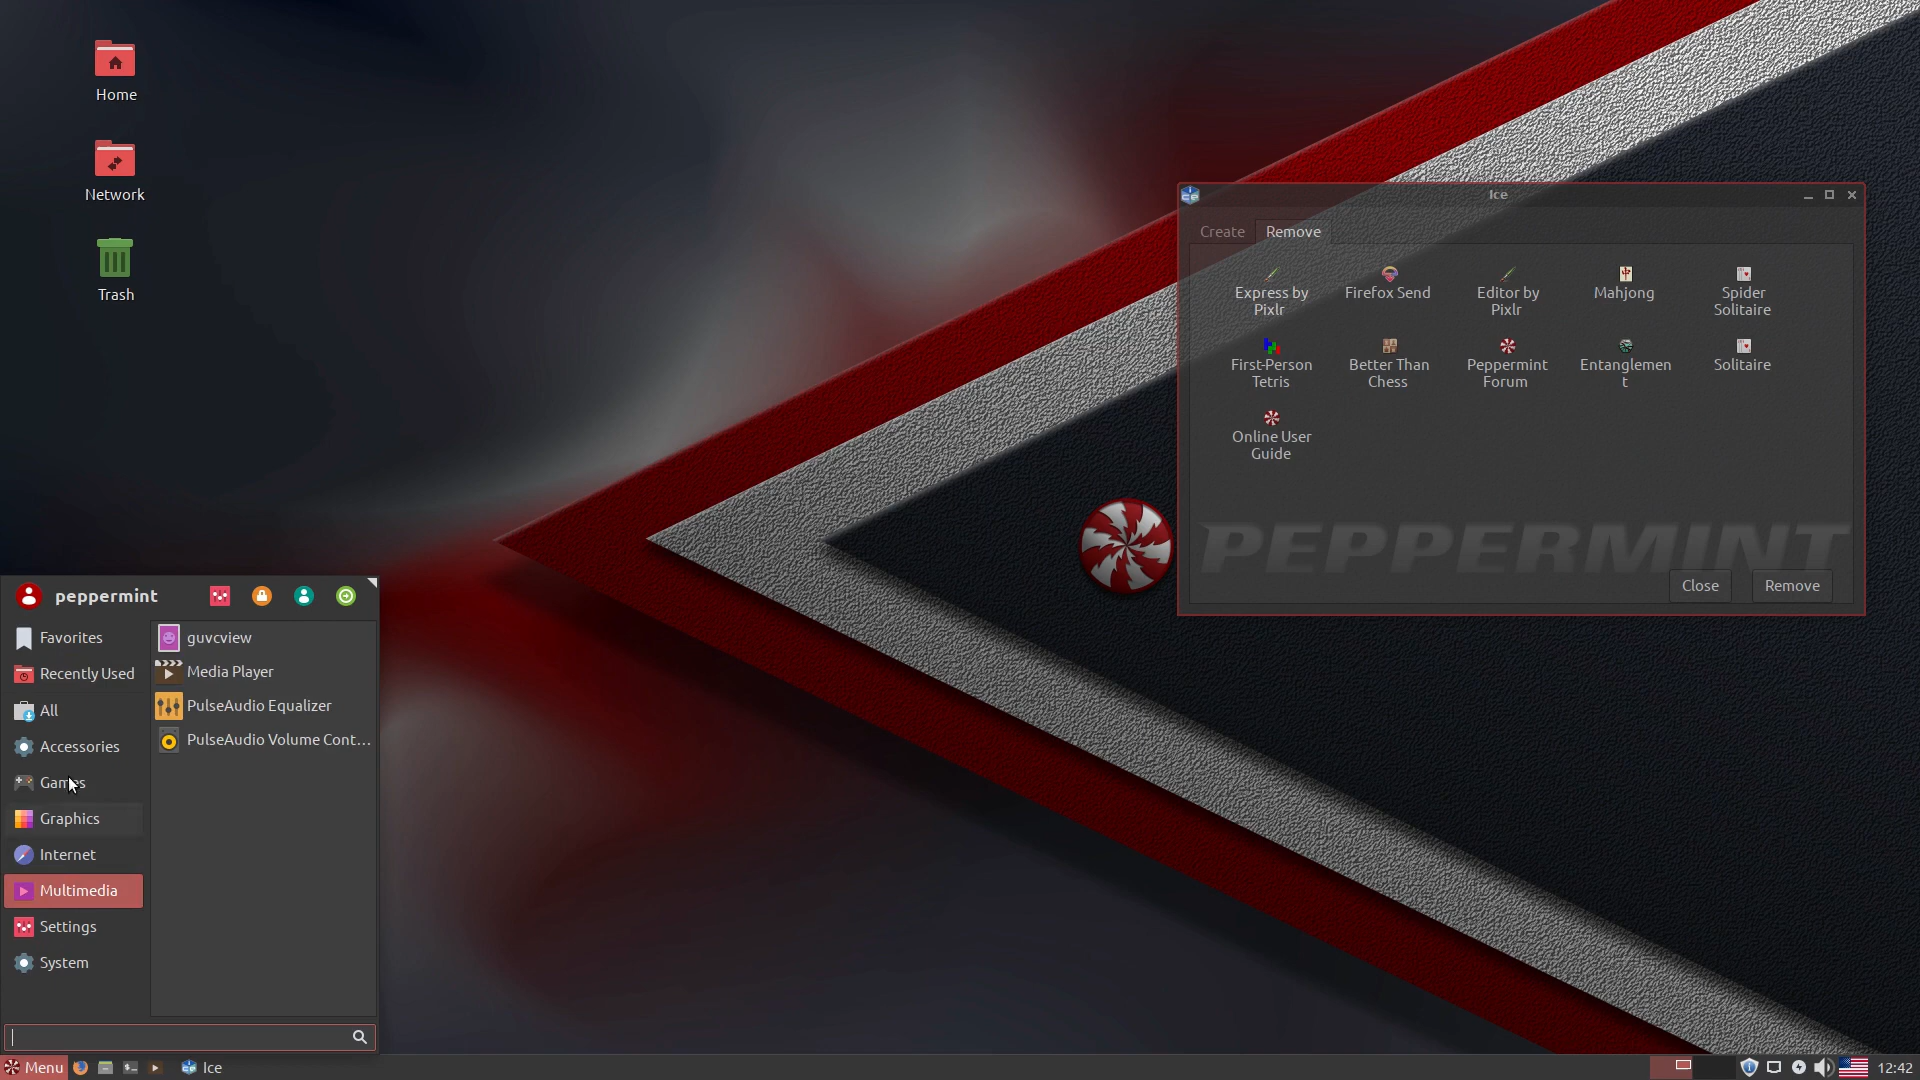 Home
Network
Trash
Ice
Create Remove
Express by
Pixlr
Firefox Send
Editor by
Pixlr
Mahjong
Spider
Solitaire
First-Person
Tetris
Better Than
Chess
Peppermint
Forum
Entanglemen
t
Solitaire
Online User
Guide
PEPPERMINT
Close Remove
peppermint
Favorites
Recently Used
All
Accessories
Games
Graphics
Internet
Multimedia
Settings
System
guvcview
Media Player
PulseAudio Equalizer
PulseAudio Volume Cont...
Menu Ice 12:42